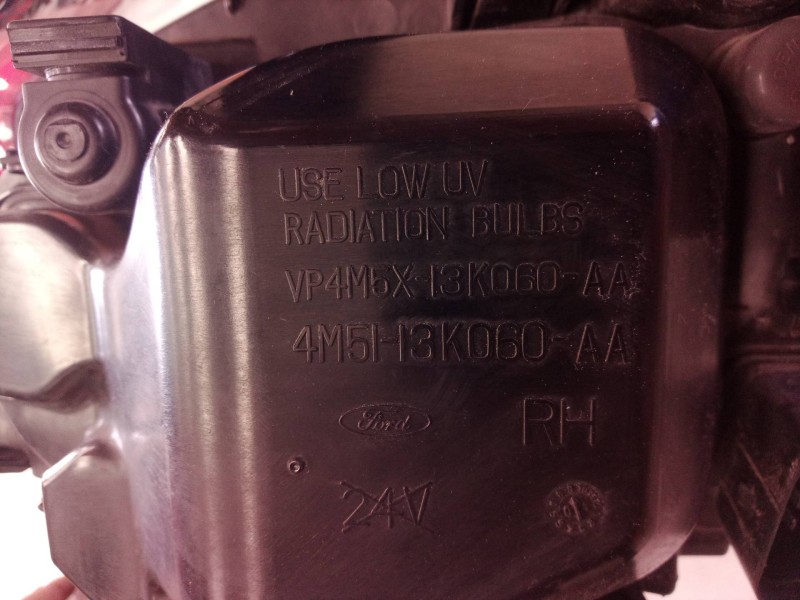 USE LOW UV
RADIATION BULBS
VP4M5X-13K060-AA
4M51-13K060-AA
Ford RH
24V